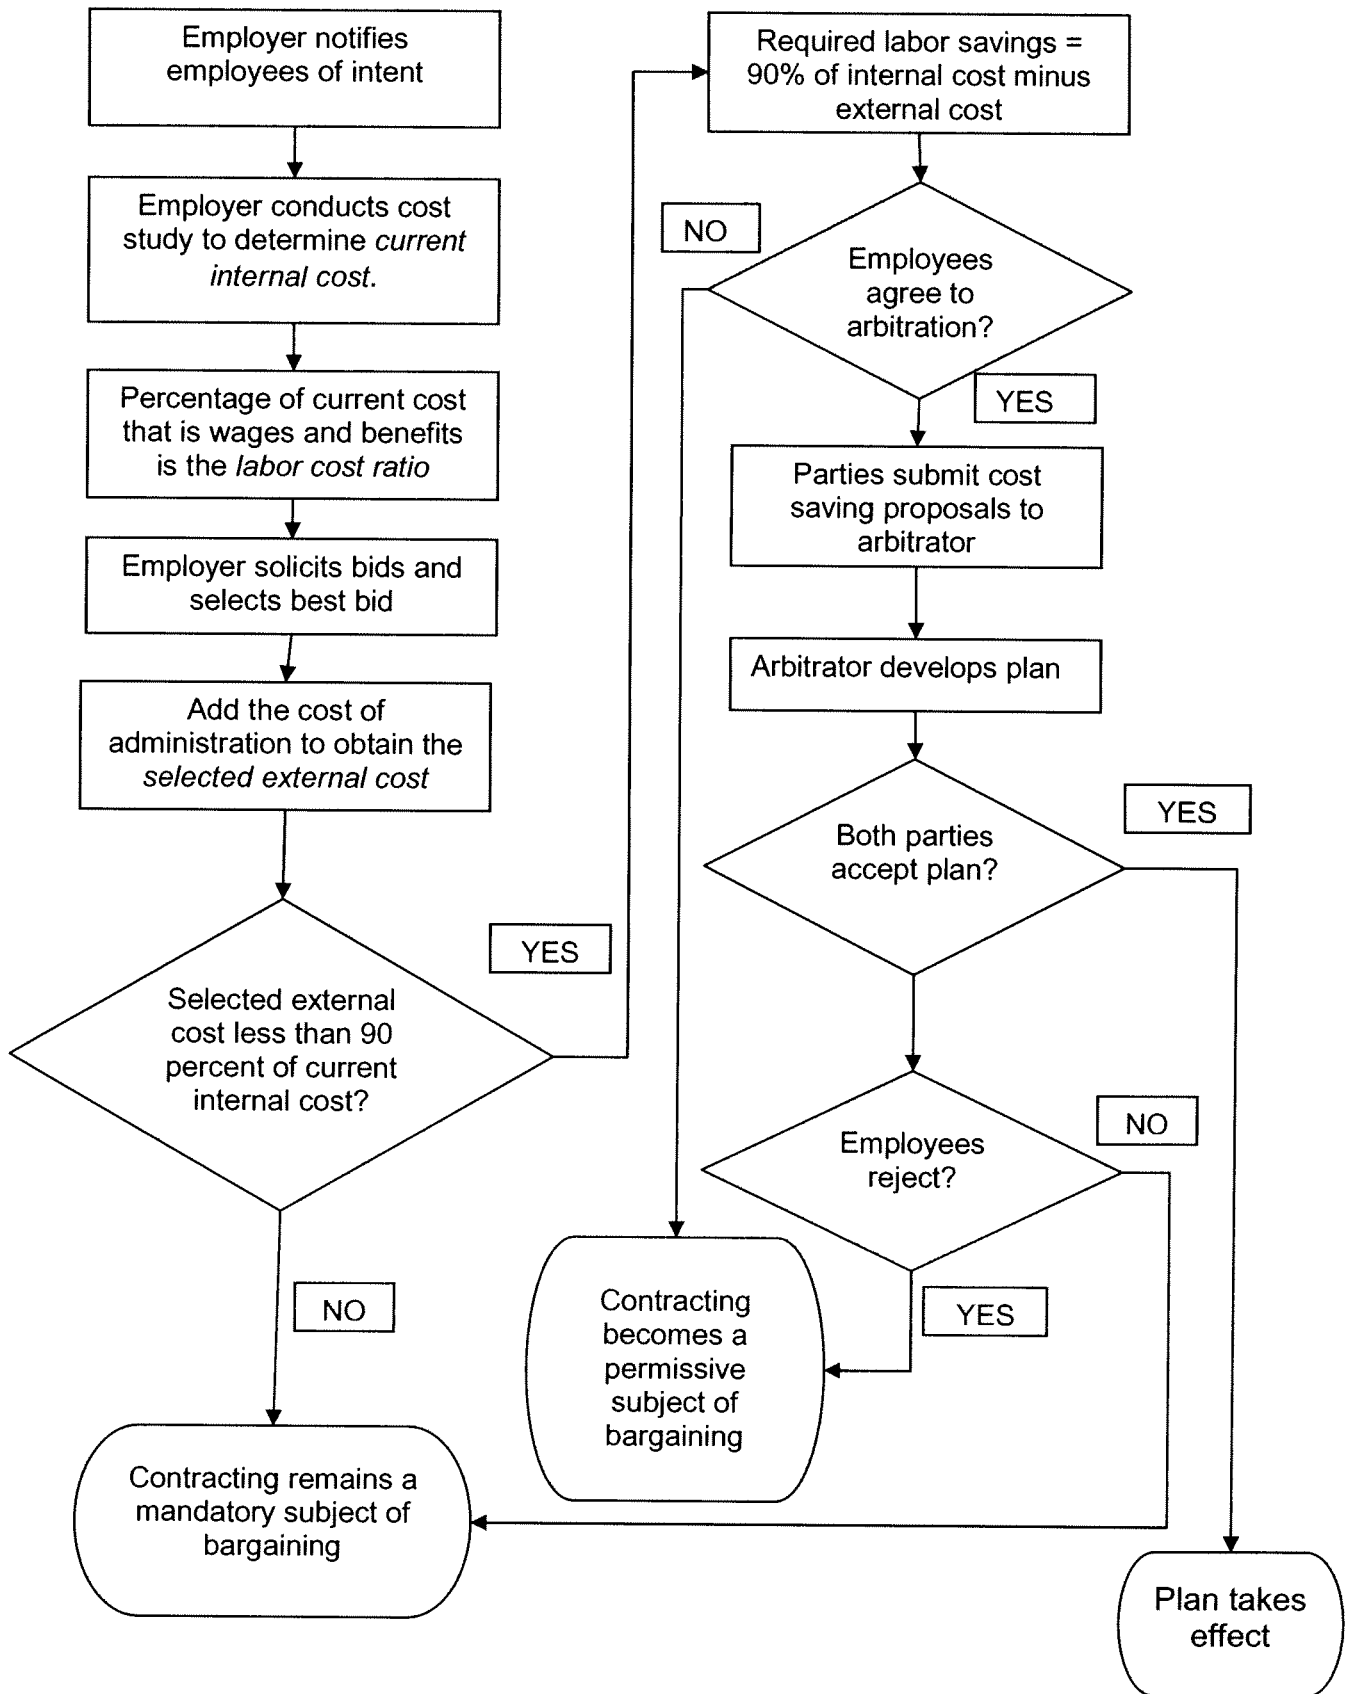 Employer notifies
employees of intent
Employer conducts cost
study to determine current
internal cost.
Percentage of current cost
that is wages and benefits
is the labor cost ratio
Employer solicits bids and
selects best bid
Add the cost of
administration to obtain the
selected external cost
Selected external
cost less than 90
percent of current
internal cost?
YES
NO
Contracting remains a
mandatory subject of
bargaining
Required labor savings =
90% of internal cost minus
external cost
NO
Employees
agree to
arbitration?
YES
Parties submit cost
saving proposals to
arbitrator
Arbitrator develops plan
Both parties
accept plan?
YES
Employees
reject?
NO
YES
Contracting
becomes a
permissive
subject of
bargaining
Plan takes
effect